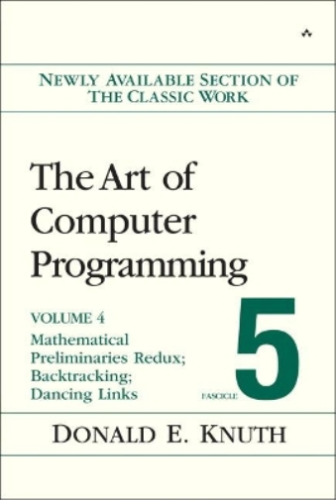 NEWLY AVAILABLE SECTION OF
THE CLASSIC WORK
The Art of
Computer
Programming
VOLUME 4
Mathematical
Preliminaries Redux;
Backtracking;
Dancing Links
FASCICLE
5
DONALD E. KNUTH